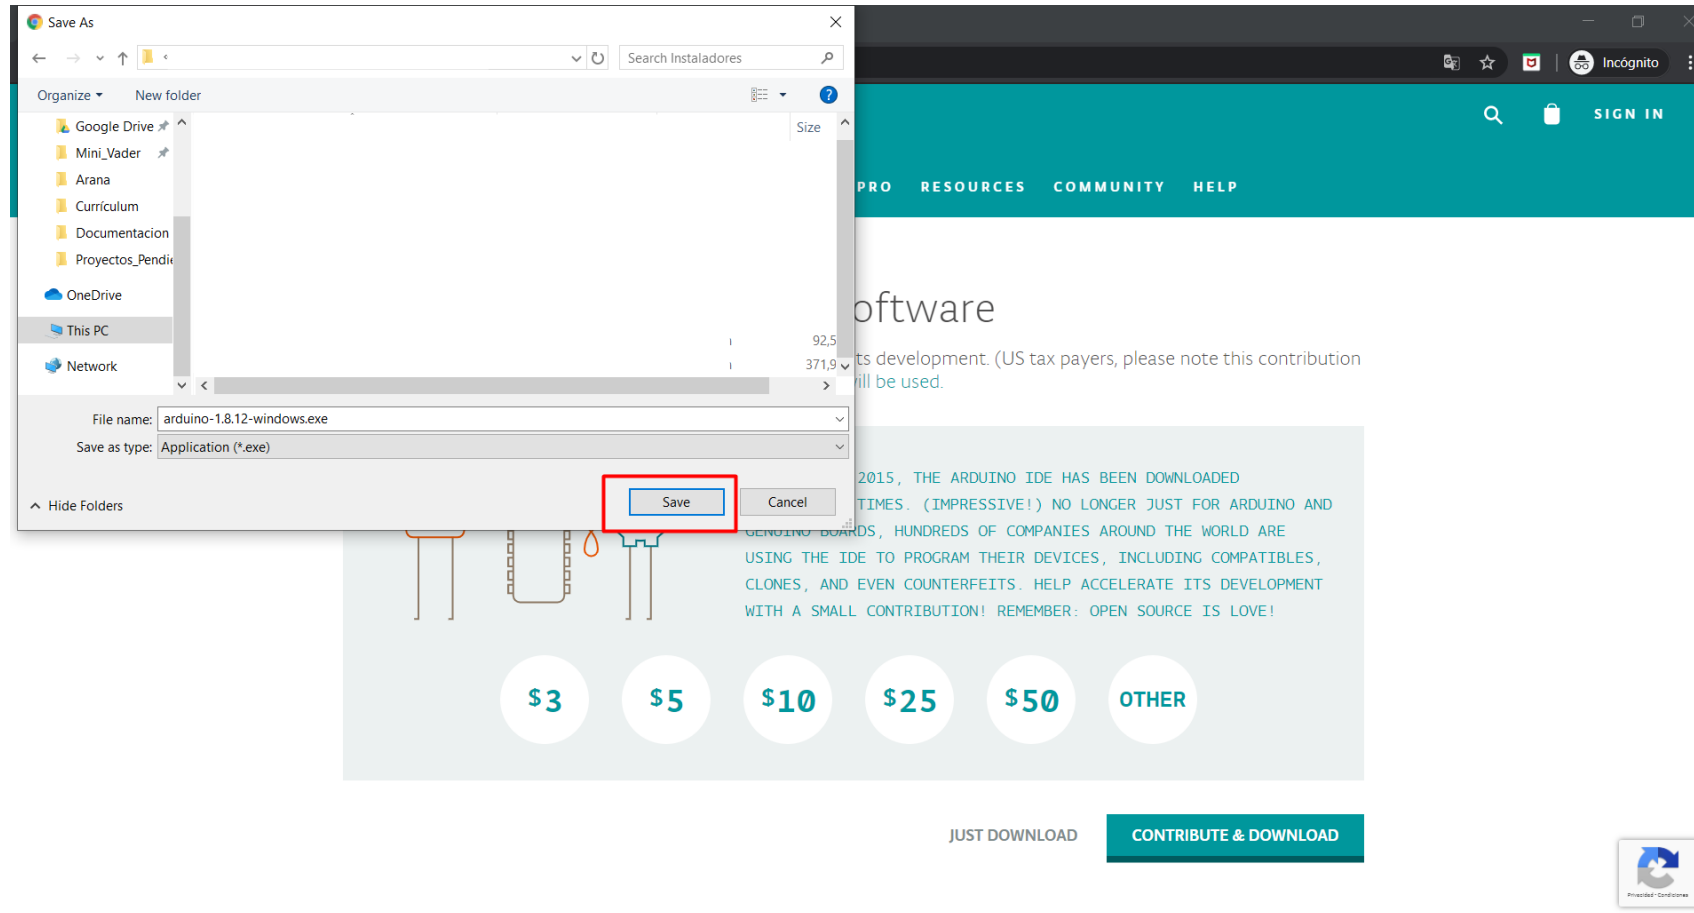 Save As
Search Instaladores
Incógnito
Organize
New folder
?
SIGN IN
Google Drive
Size
Mini_Vader
Arana
PRO RESOURCES COMMUNITY HELP
Currículum
Documentacion
Proyectos_Pendie
OneDrive
oftware
This PC
92,5
ts development. (US tax payers, please note this contribution
Network
371,9
ill be used.
File name: arduino-1.8.12-windows.exe
Save as type: Application (*.exe)
2015, THE ARDUINO IDE HAS BEEN DOWNLOADED
Hide Folders
Save
Cancel
TIMES. (IMPRESSIVE!) NO LONGER JUST FOR ARDUINO AND
GENUINO BOARDS, HUNDREDS OF COMPANIES AROUND THE WORLD ARE
USING THE IDE TO PROGRAM THEIR DEVICES, INCLUDING COMPATIBLES,
CLONES, AND EVEN COUNTERFEITS. HELP ACCELERATE ITS DEVELOPMENT
WITH A SMALL CONTRIBUTION! REMEMBER: OPEN SOURCE IS LOVE!
$3 $5 $10 $25 $50 OTHER
JUST DOWNLOAD
CONTRIBUTE & DOWNLOAD
Privacidad - Condiciones